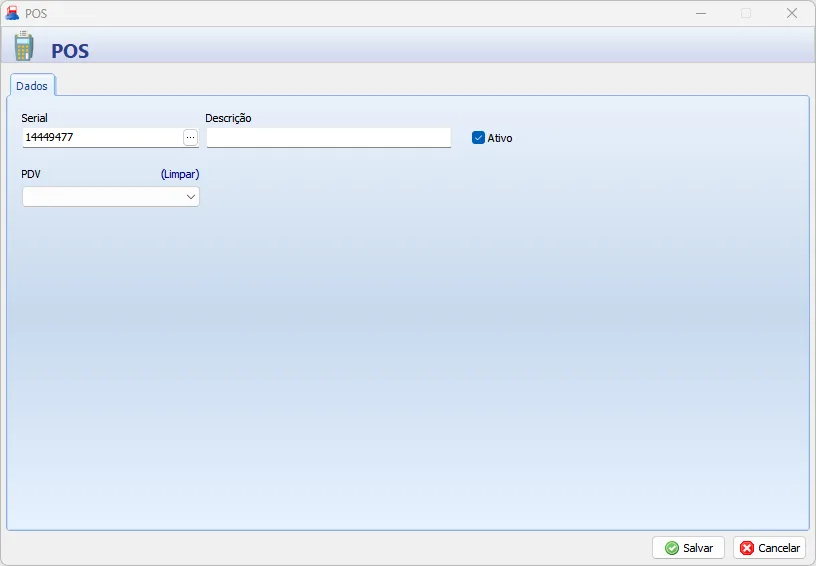 POS
POS
Dados
Serial
Descrição
14449477
...
Ativo
PDV
(Limpar)
Salvar
Cancelar